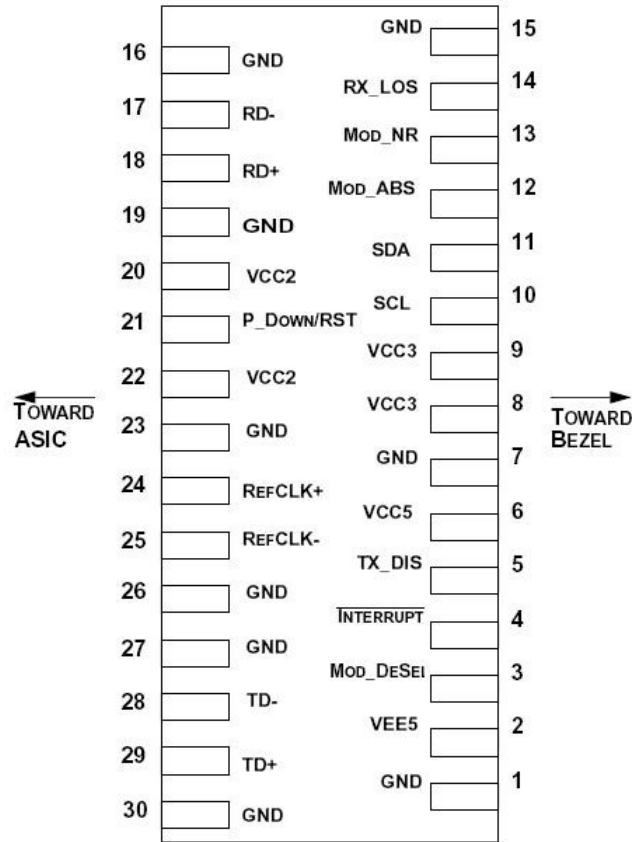 16 GND
17 RD-
18 RD+
19 GND
20 VCC2
21 P_DOWN/RST
22 VCC2
23 GND
24 REFCLK+
25 REFCLK-
26 GND
27 GND
28 TD-
29 TD+
30 GND
TOWARD
ASIC
GND 15
RX_LOS 14
MOD_NR 13
MOD_ABS 12
SDA 11
SCL 10
VCC3 9
VCC3 8
GND 7
VCC5 6
TX_DIS 5
INTERRUPT 4
MOD_DESEL 3
VEE5 2
GND 1
TOWARD
BEZEL